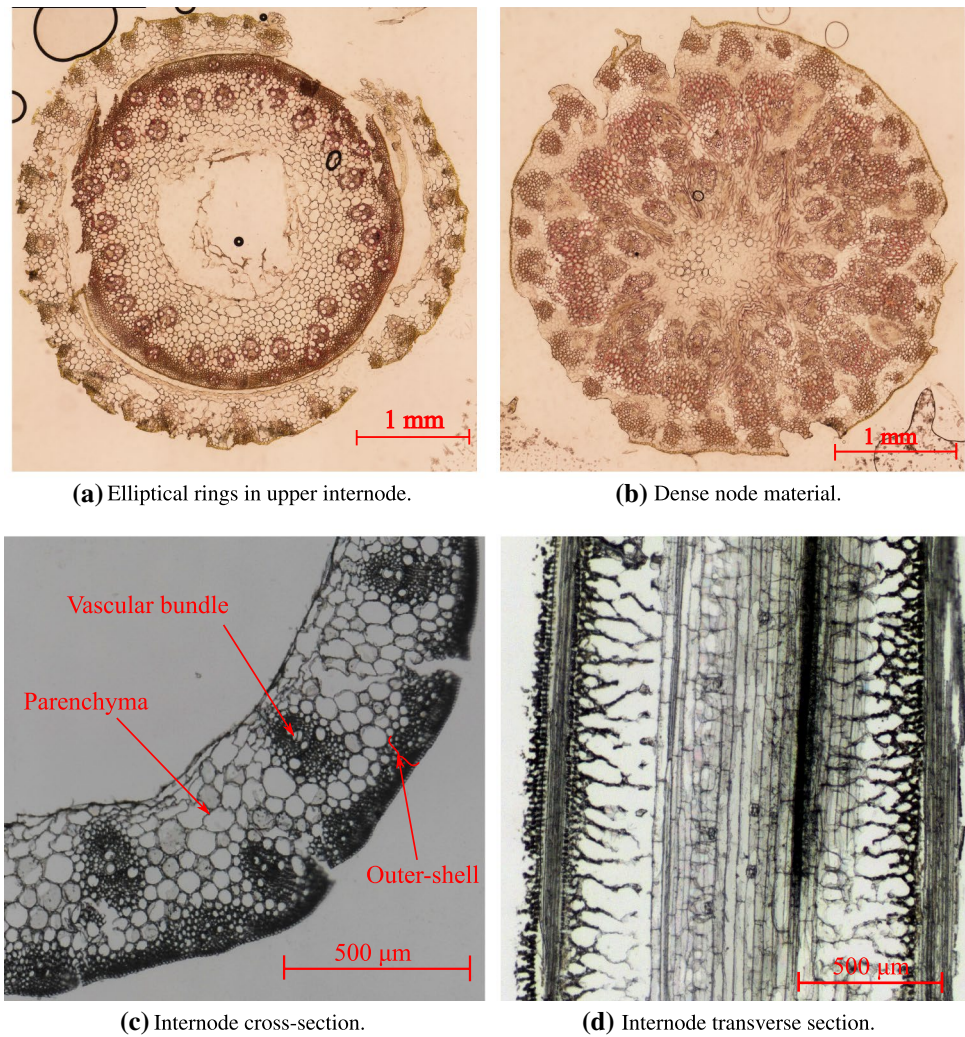 1 mm
1 mm
(a) Elliptical rings in upper internode.
(b) Dense node material.
Vascular bundle
Parenchyma
Outer-shell
500 µm
500 µm
(c) Internode cross-section.
(d) Internode transverse section.